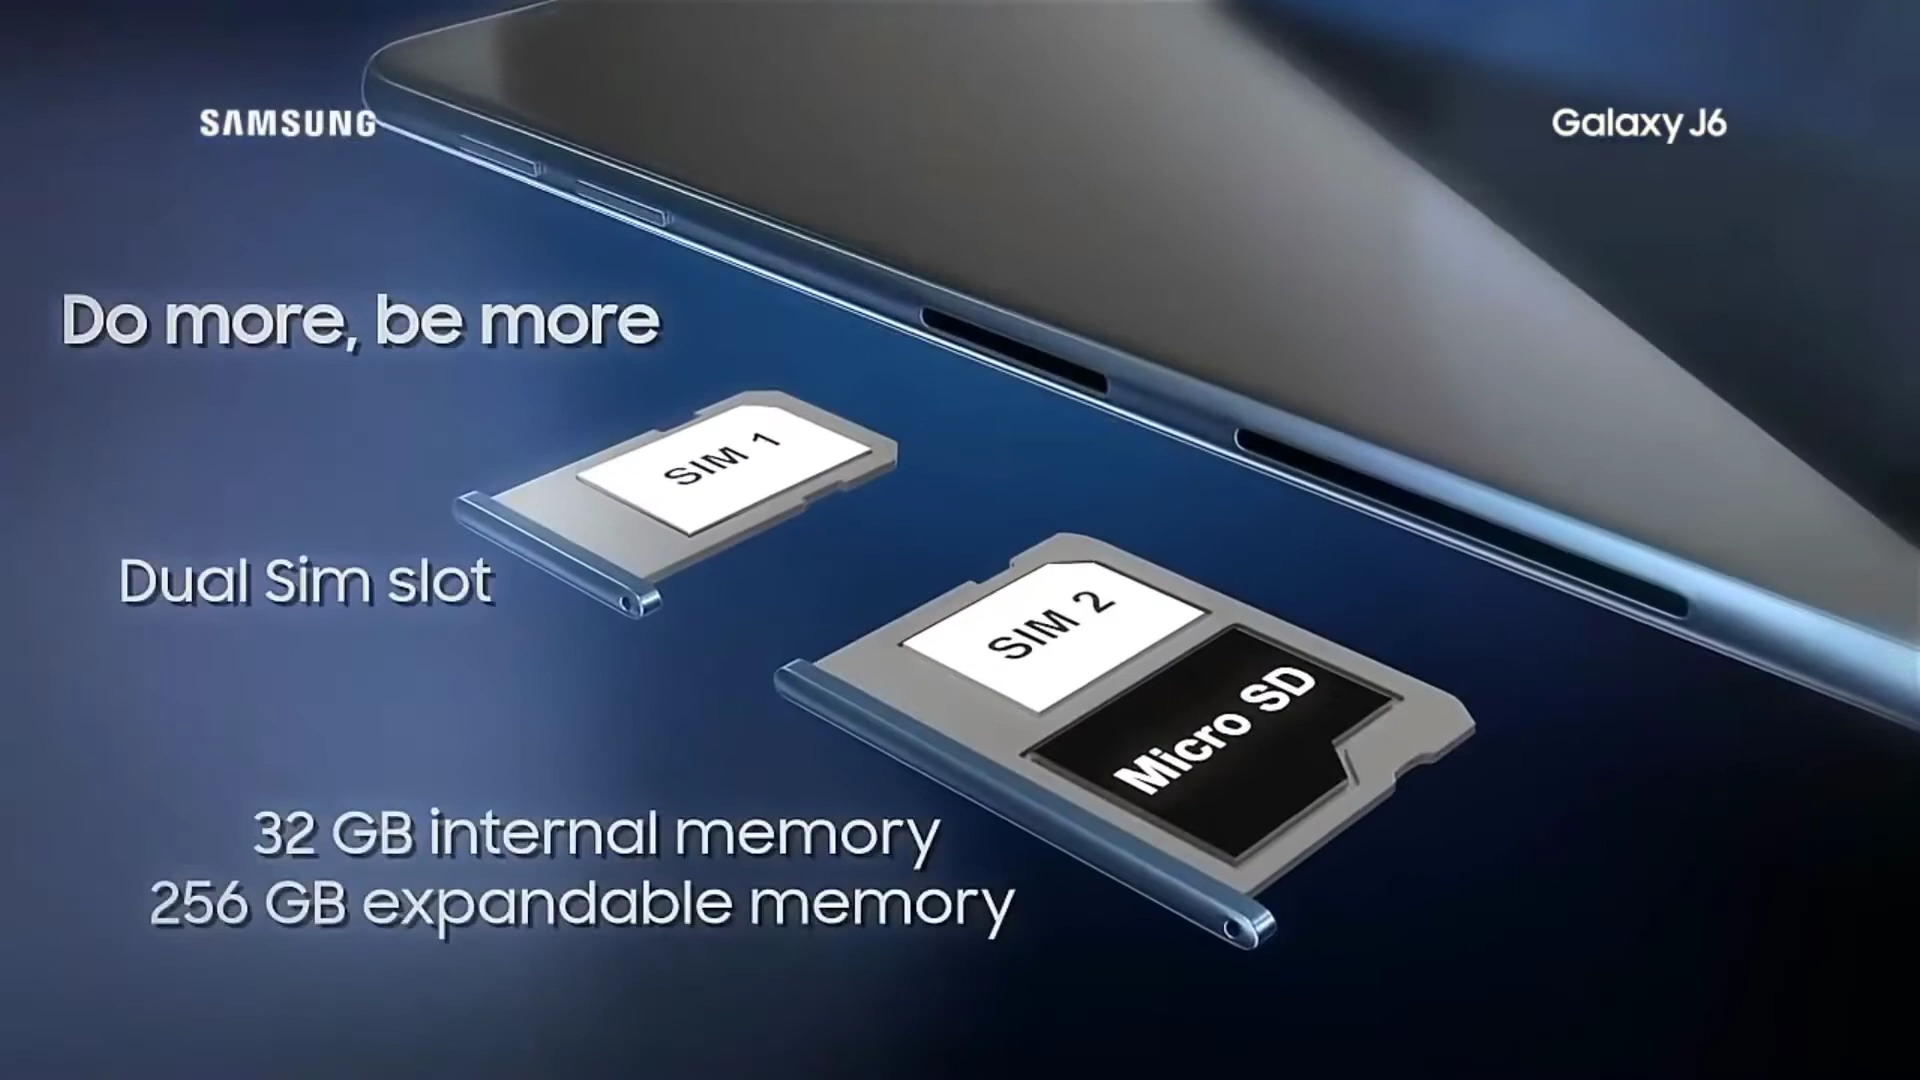 SAMSUNG
Galaxy J6
Do more, be more
SIM 1
Dual Sim slot
SIM 2
Micro SD
32 GB internal memory
256 GB expandable memory